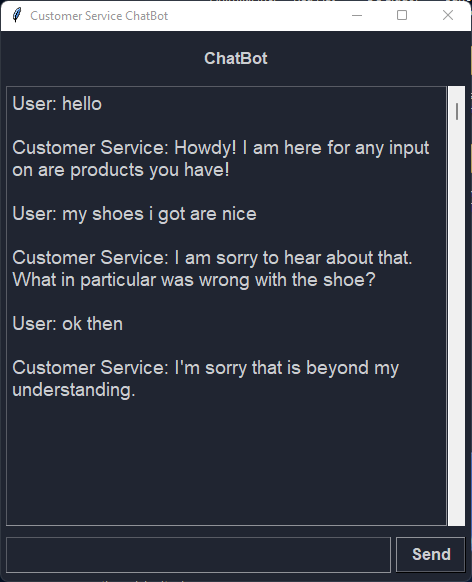 Customer Service ChatBot
ChatBot
User: hello
Customer Service: Howdy! I am here for any input
on are products you have!
User: my shoes i got are nice
Customer Service: I am sorry to hear about that.
What in particular was wrong with the shoe?
User: ok then
Customer Service: I'm sorry that is beyond my
understanding.
Send